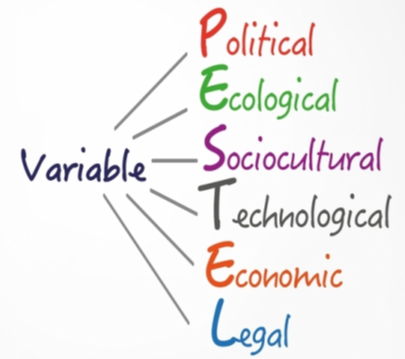 Political
Ecological
Variable
Sociocultural
Technological
Economic
Legal